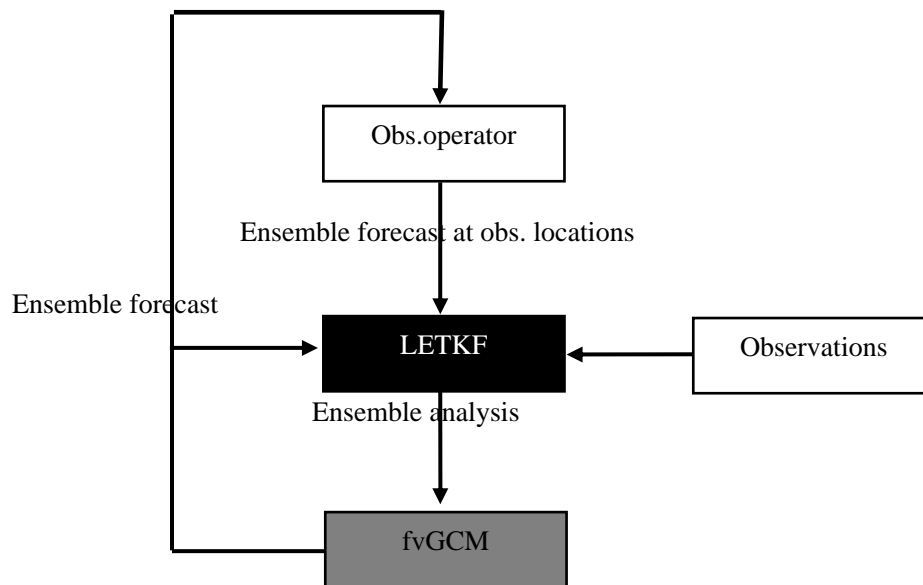 Obs.operator
Ensemble forecast at obs. locations
Ensemble forecast
LETKF
Observations
Ensemble analysis
fvGCM